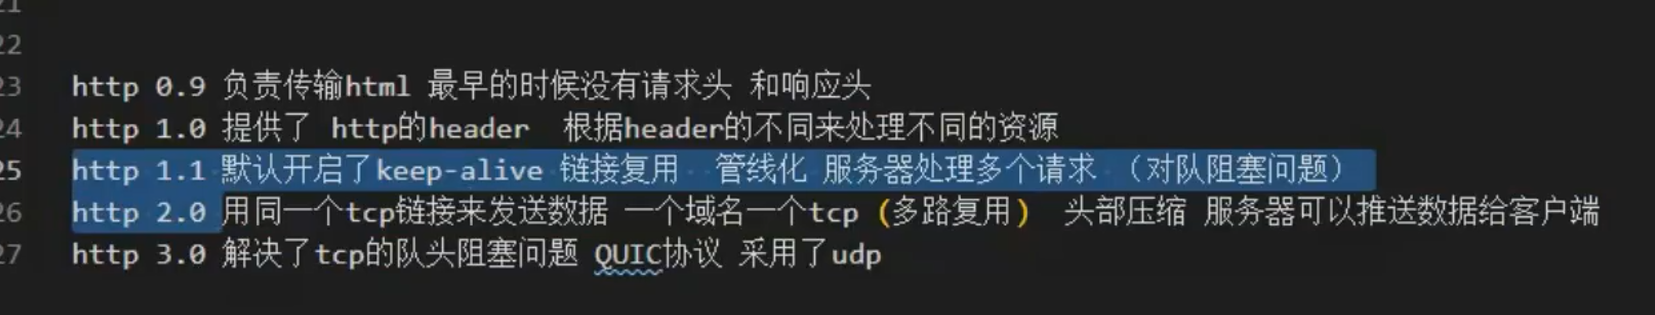 22
23 http 0.9 负责传输html 最早的时候没有请求头 和响应头
24 http 1.0 提供了 http的header 根据header的不同来处理不同的资源
25 http 1.1 默认开启了keep-alive 链接复用 管线化 服务器处理多个请求 （对队阻塞问题）
26 http 2.0 用同一个tcp链接来发送数据 一个域名一个tcp (多路复用) 头部压缩 服务器可以推送数据给客户端
27 http 3.0 解决了tcp的队头阻塞问题 QUIC协议 采用了udp